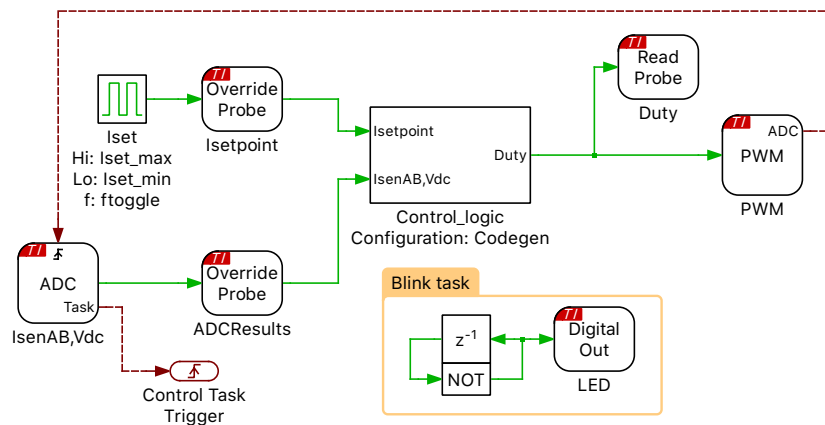 TI
Override
Probe
Isetpoint
Iset
Hi: Iset_max
Lo: Iset_min
f: ftoggle
TI
Read
Probe
Duty
Isetpoint
Duty
IsenAB,Vdc
Control_logic
Configuration: Codegen
TI
ADC
PWM
PWM
TI
ADC
Task
IsenAB,Vdc
TI
Override
Probe
ADCResults
Control Task
Trigger
Blink task
z-1
NOT
TI
Digital
Out
LED